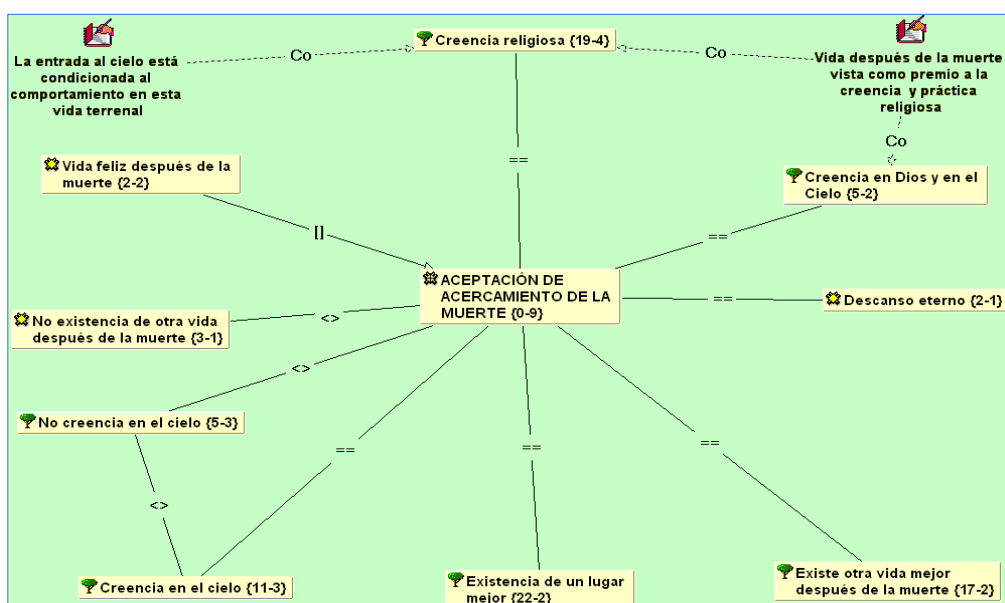 Creencia religiosa {19-4}
La entrada al cielo está
condicionada al
comportamiento en esta
vida terrenal
Co
Co
Vida después de la muerte
vista como premio a la
creencia y práctica
religiosa
Co
==
Vida feliz después de la
muerte {2-2}
Creencia en Dios y en el
Cielo {5-2}
[]
==
ACEPTACIÓN DE
ACERCAMIENTO DE LA
MUERTE {0-9}
==
Descanso eterno {2-1}
No existencia de otra vida
después de la muerte {3-1}
<>
<>
No creencia en el cielo {5-3}
==
==
==
<>
Creencia en el cielo {11-3}
Existencia de un lugar
mejor {22-2}
Existe otra vida mejor
después de la muerte {17-2}